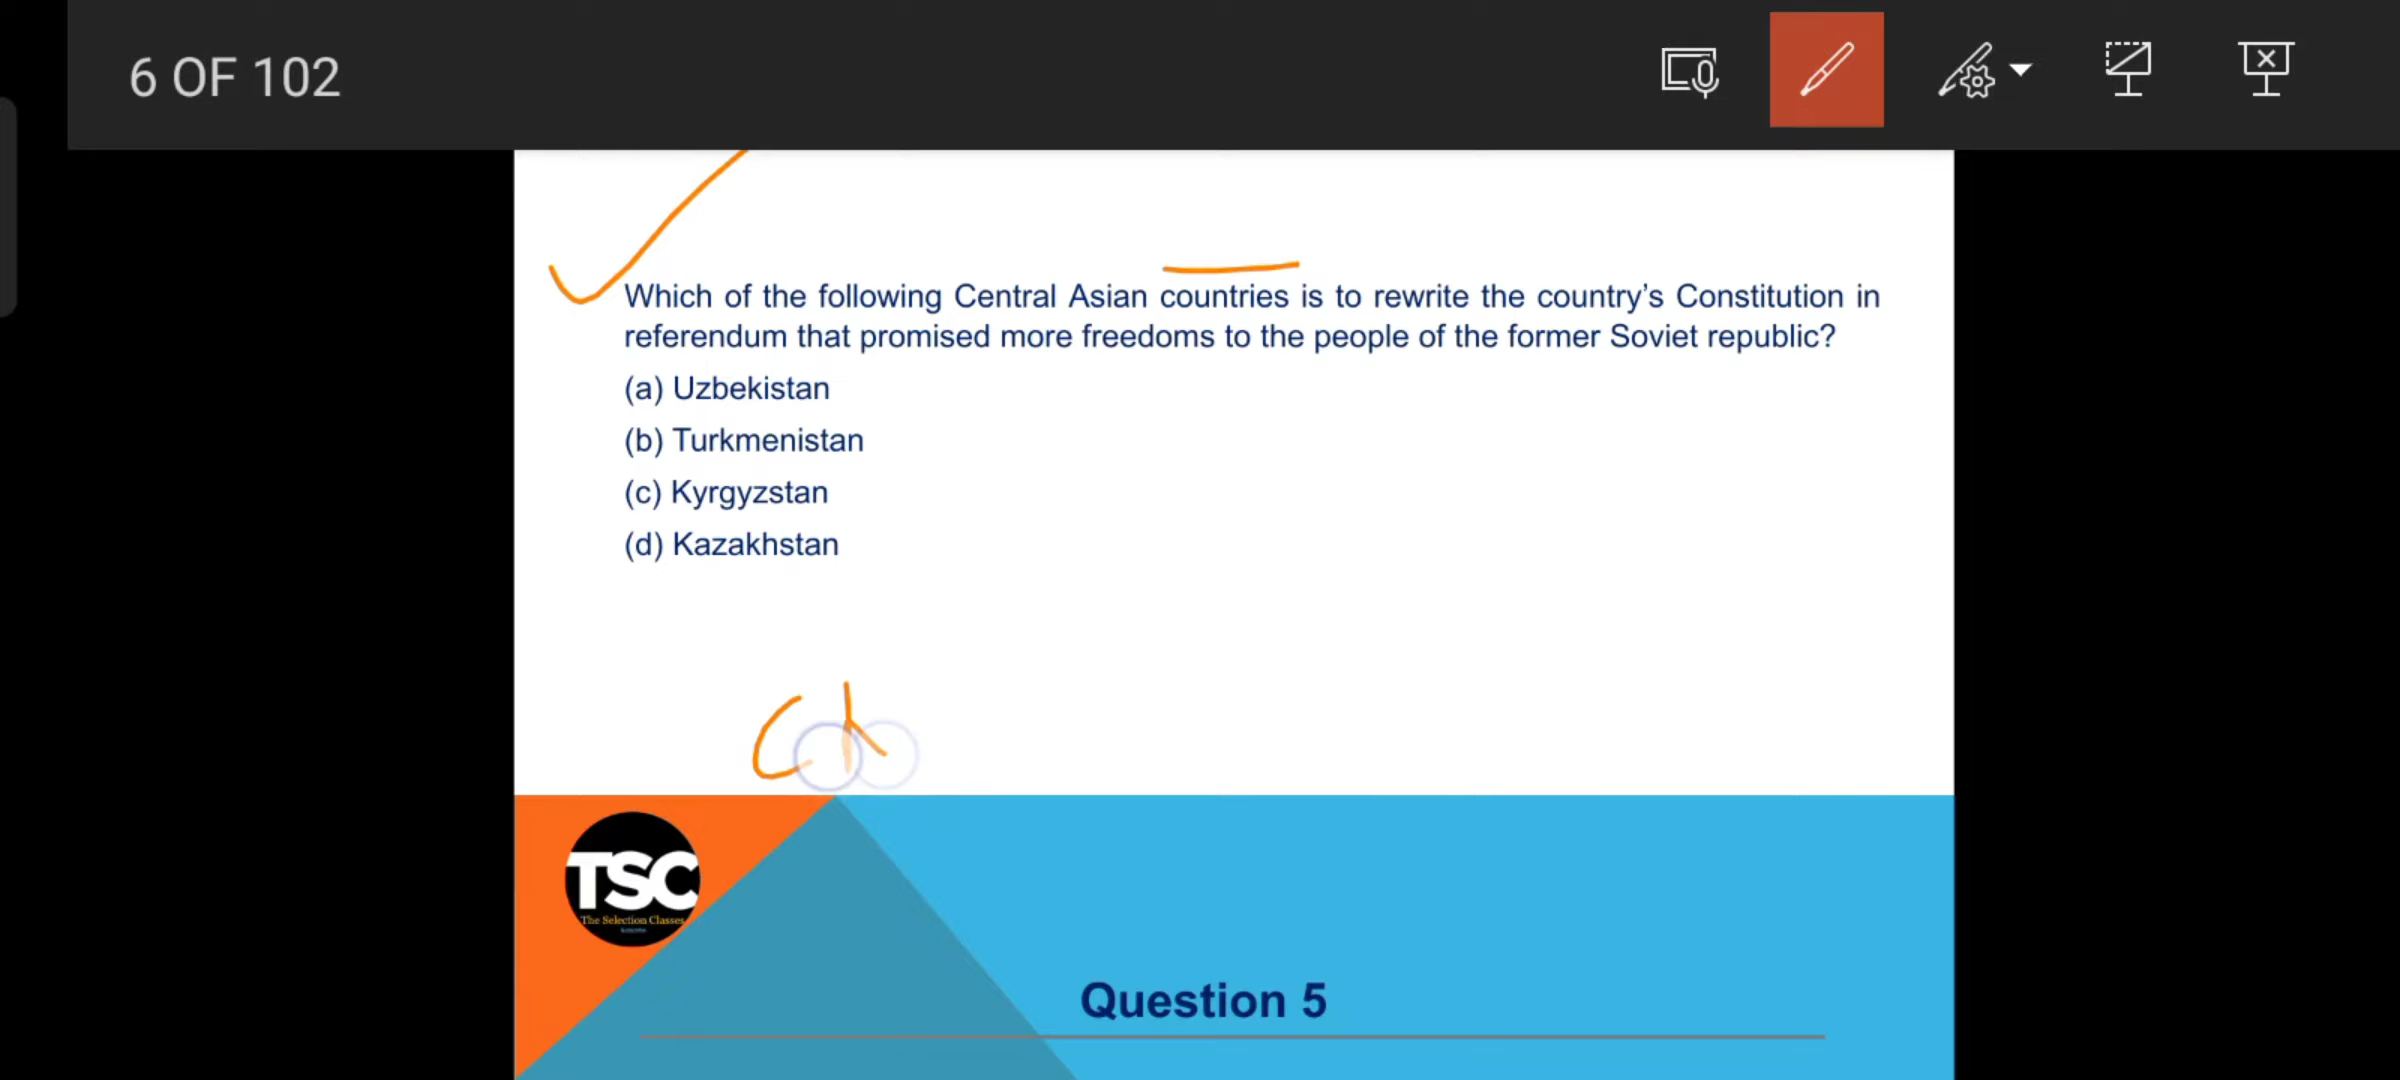 6 OF 102
Which of the following Central Asian countries is to rewrite the country's Constitution in
referendum that promised more freedoms to the people of the former Soviet republic?
(a) Uzbekistan
(b) Turkmenistan
(c) Kyrgyzstan
(d) Kazakhstan
TSC
The Selection Classes
Question 5